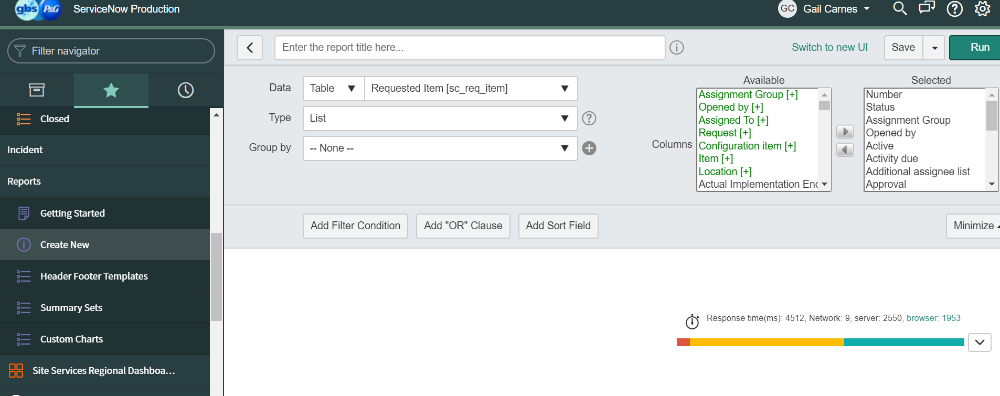 gbs P&G ServiceNow Production
GC Gail Carnes
Filter navigator
Closed
Incident
Reports
Getting Started
Create New
Header Footer Templates
Summary Sets
Custom Charts
Site Services Regional Dashboa...
Enter the report title here...
Switch to new UI
Save
Run
Data
Table
Requested Item [sc_req_item]
Type
List
Group by
-- None --
Columns
Available
Assignment Group [+]
Opened by [+]
Assigned To [+]
Request [+]
Configuration item [+]
Item [+]
Location [+]
Actual Implementation Enc
Selected
Number
Status
Assignment Group
Opened by
Active
Activity due
Additional assignee list
Approval
Add Filter Condition
Add "OR" Clause
Add Sort Field
Minimize
Response time(ms): 4512, Network: 9, server: 2550, browser: 1953